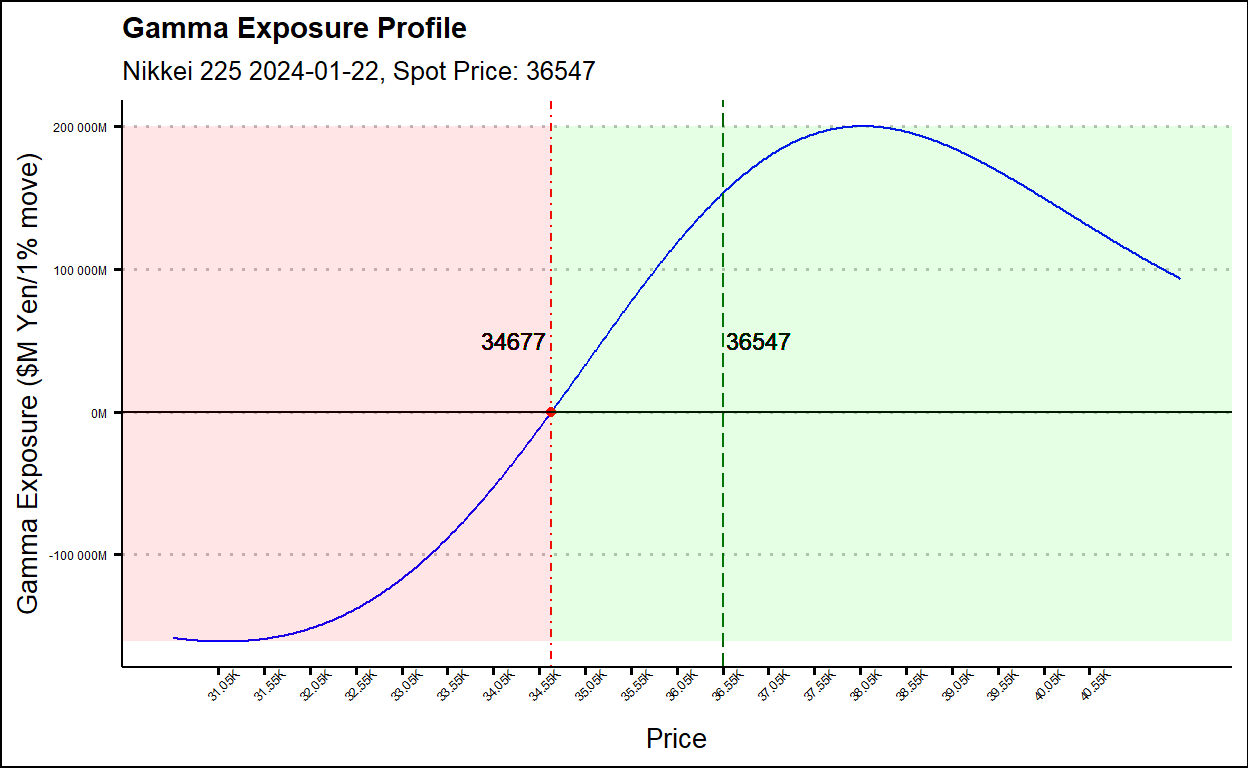 Gamma Exposure Profile
Nikkei 225 2024-01-22, Spot Price: 36547
Gamma Exposure ($M Yen/1% move)
200 000M
100 000M
0M
-100 000M
34677
36547
31.05K
31.55K
32.05K
32.55K
33.05K
33.55K
34.05K
34.55K
35.05K
35.55K
36.05K
36.55K
37.05K
37.55K
38.05K
38.55K
39.05K
39.55K
40.05K
40.55K
Price